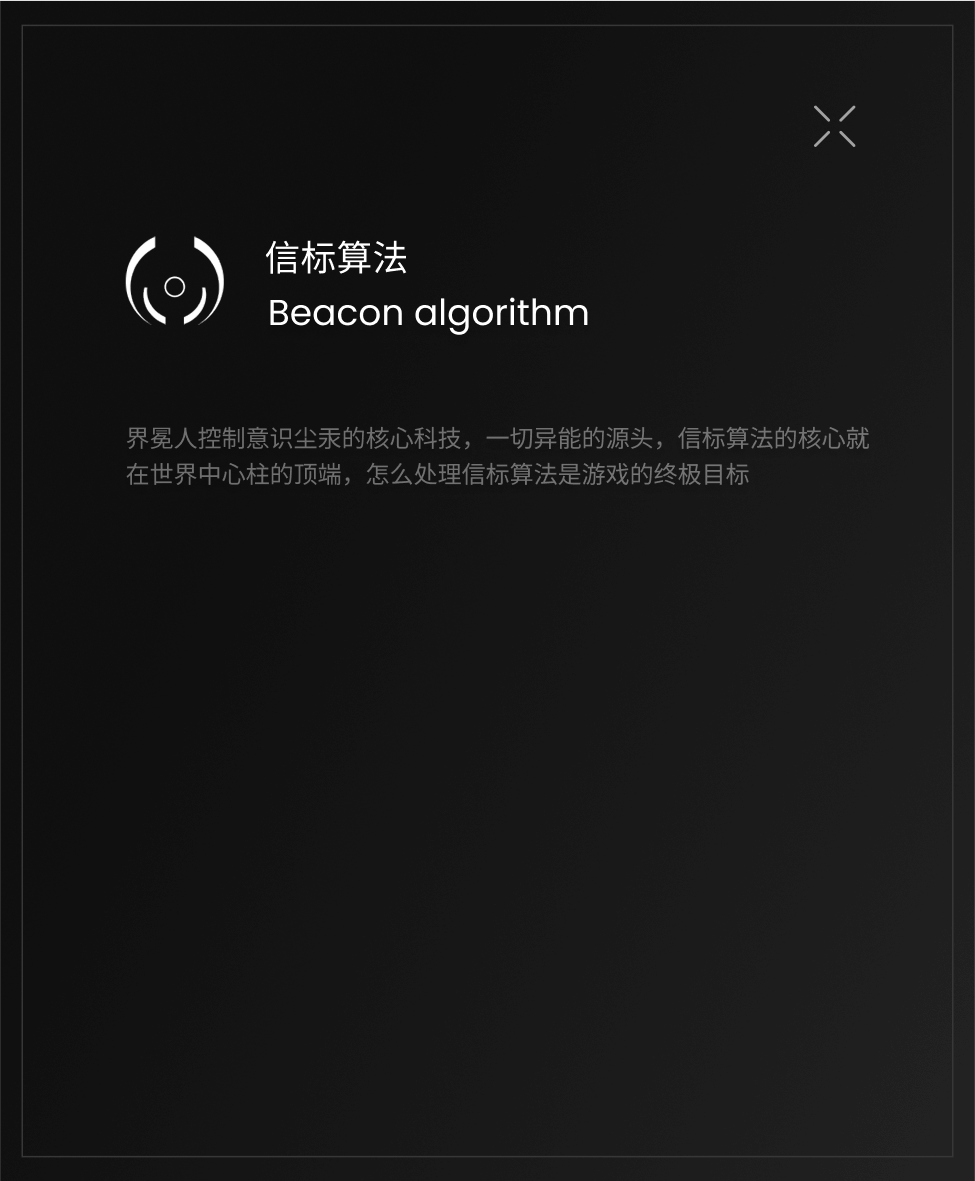 信标算法
Beacon algorithm
界冕人控制意识尘汞的核心科技，一切异能的源头，信标算法的核心就
在世界中心柱的顶端，怎么处理信标算法是游戏的终极目标